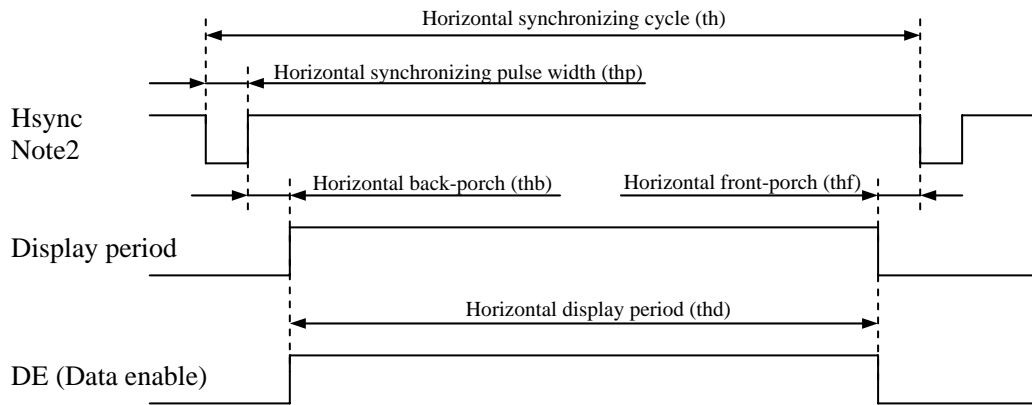 Horizontal synchronizing cycle (th)
Horizontal synchronizing pulse width (thp)
Hsync
Note2
Horizontal back-porch (thb)
Horizontal front-porch (thf)
Display period
Horizontal display period (thd)
DE (Data enable)